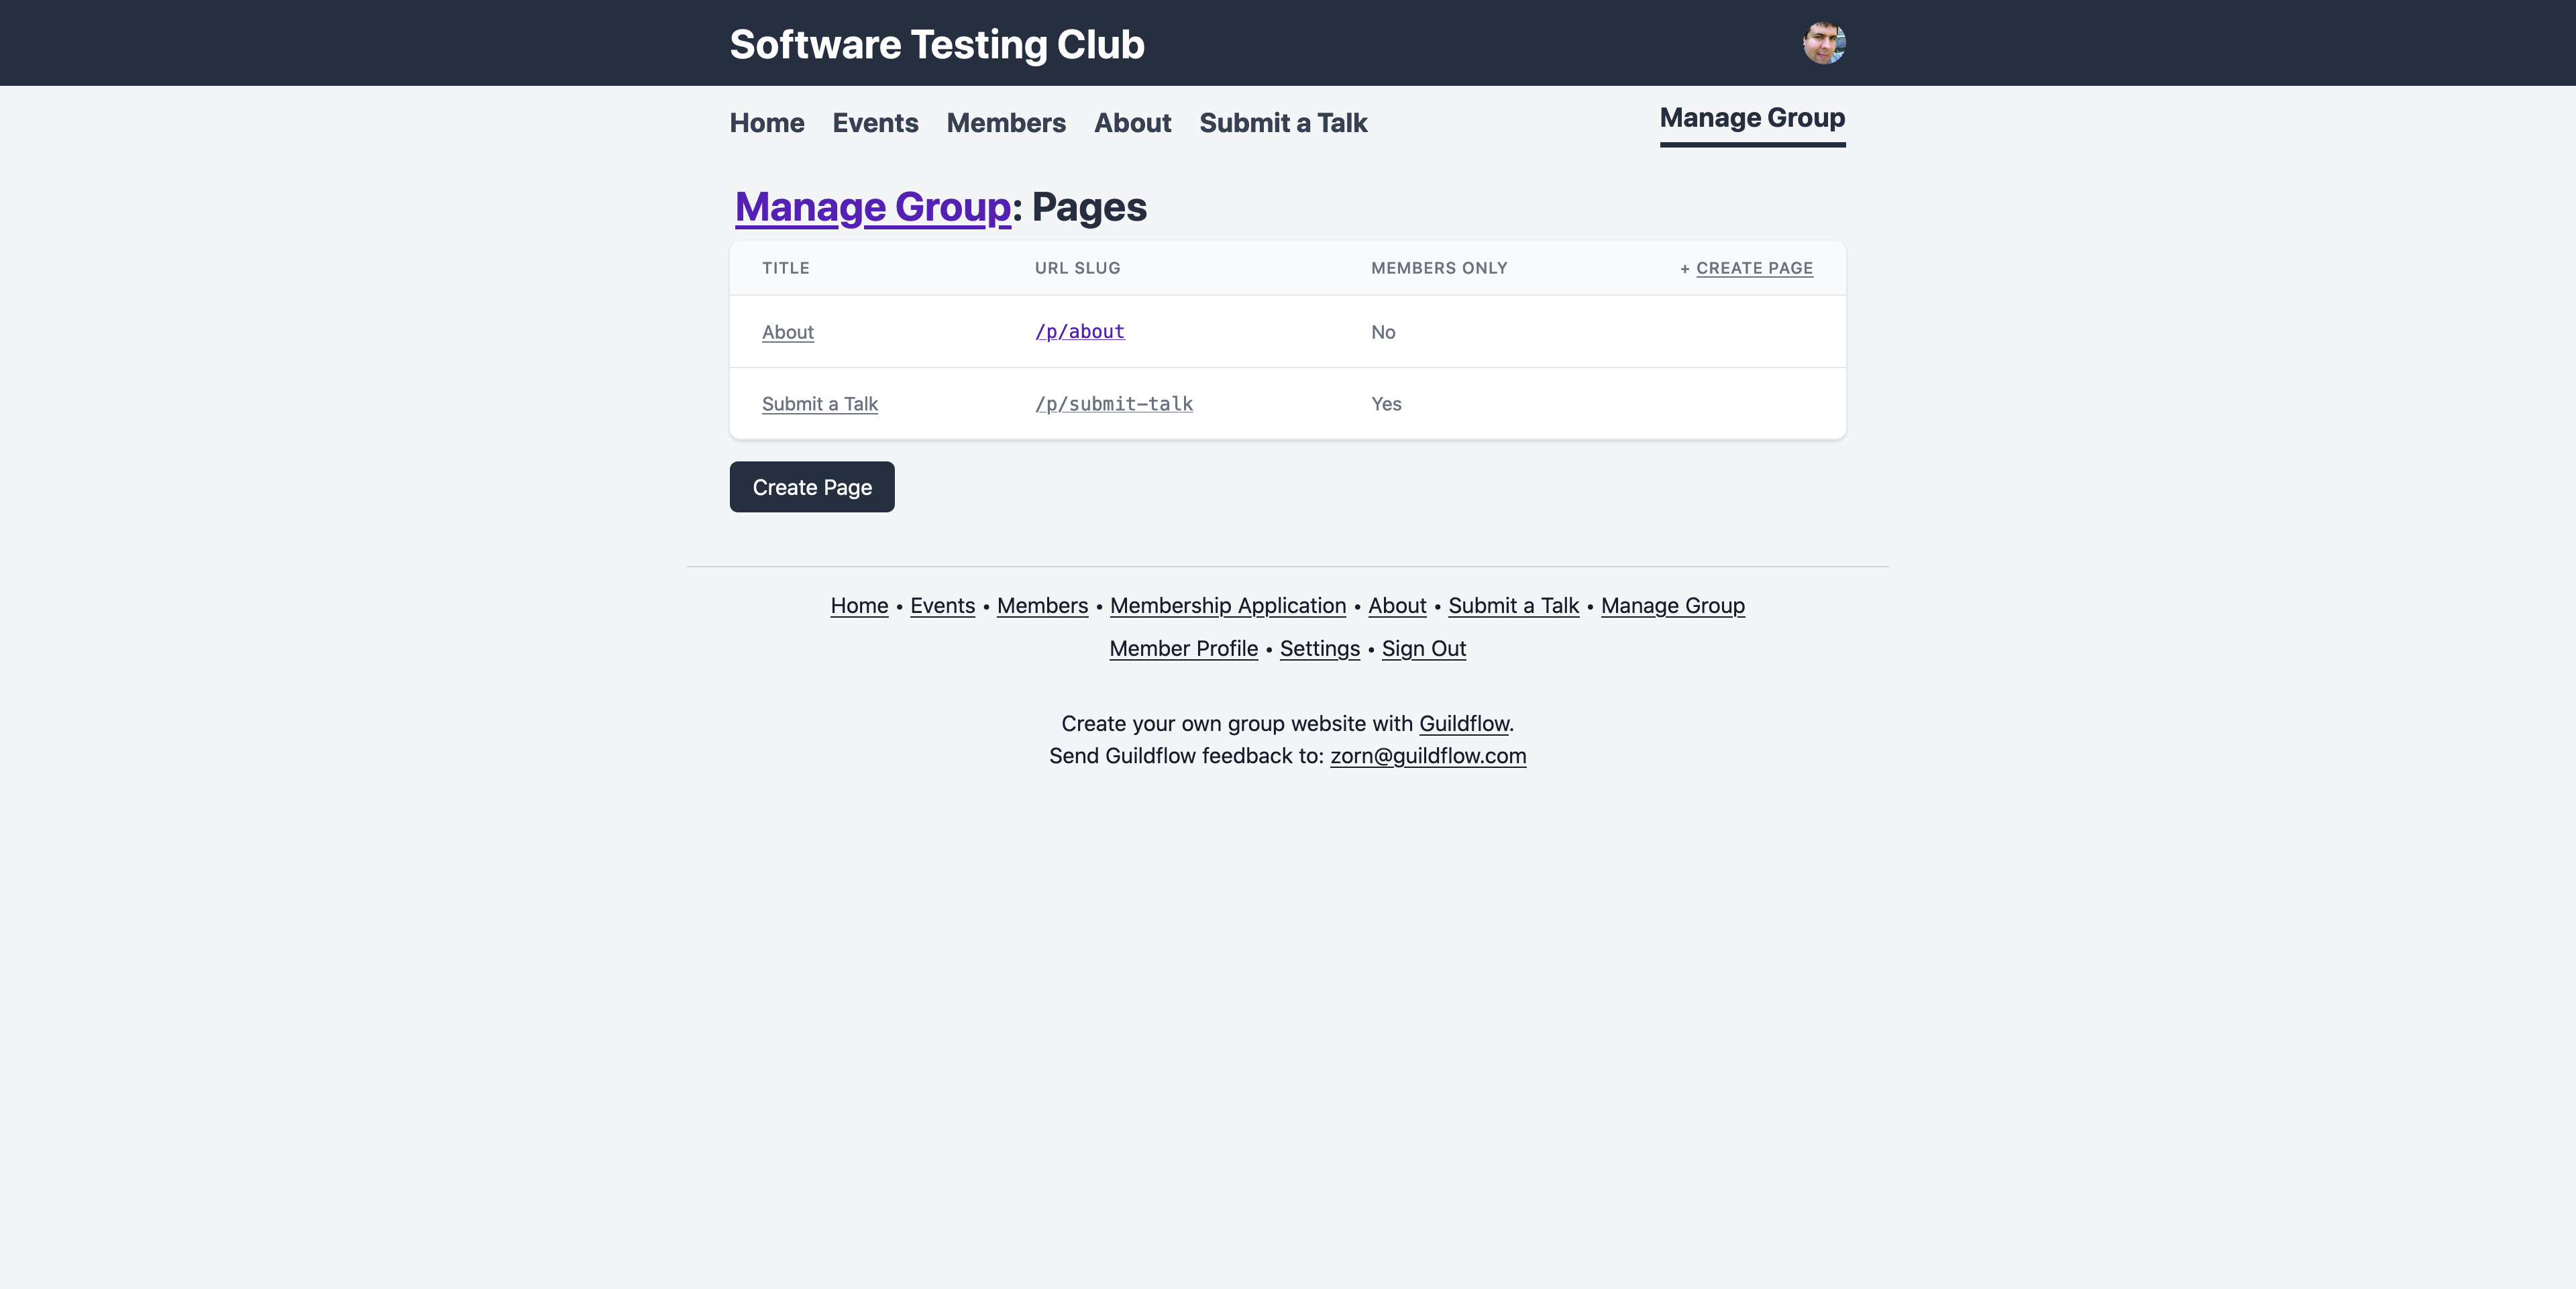 Software Testing Club
Home Events Members About Submit a Talk Manage Group
Manage Group: Pages
TITLE URL SLUG MEMBERS ONLY + CREATE PAGE
About /p/about No
Submit a Talk /p/submit-talk Yes
Create Page
Home • Events • Members • Membership Application • About • Submit a Talk • Manage Group
Member Profile • Settings • Sign Out
Create your own group website with Guildflow.
Send Guildflow feedback to: zorn@guildflow.com